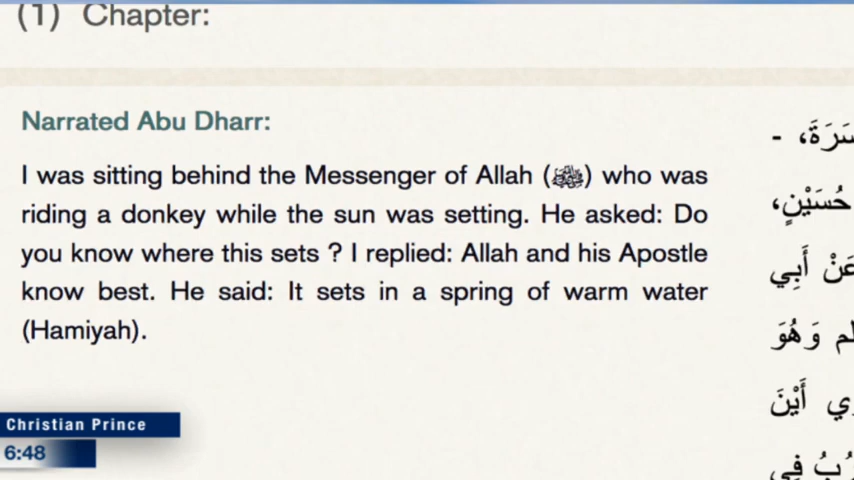 (1) Chapter:
Narrated Abu Dharr:
I was sitting behind the Messenger of Allah (ﷺ) who was
riding a donkey while the sun was setting. He asked: Do
you know where this sets ? I replied: Allah and his Apostle
know best. He said: It sets in a spring of warm water
(Hamiyah).
حُسَيْنٍ،
عَنْ أَبِي
وَهُوَ
أَيْنَ
فِي
Christian Prince
6:48